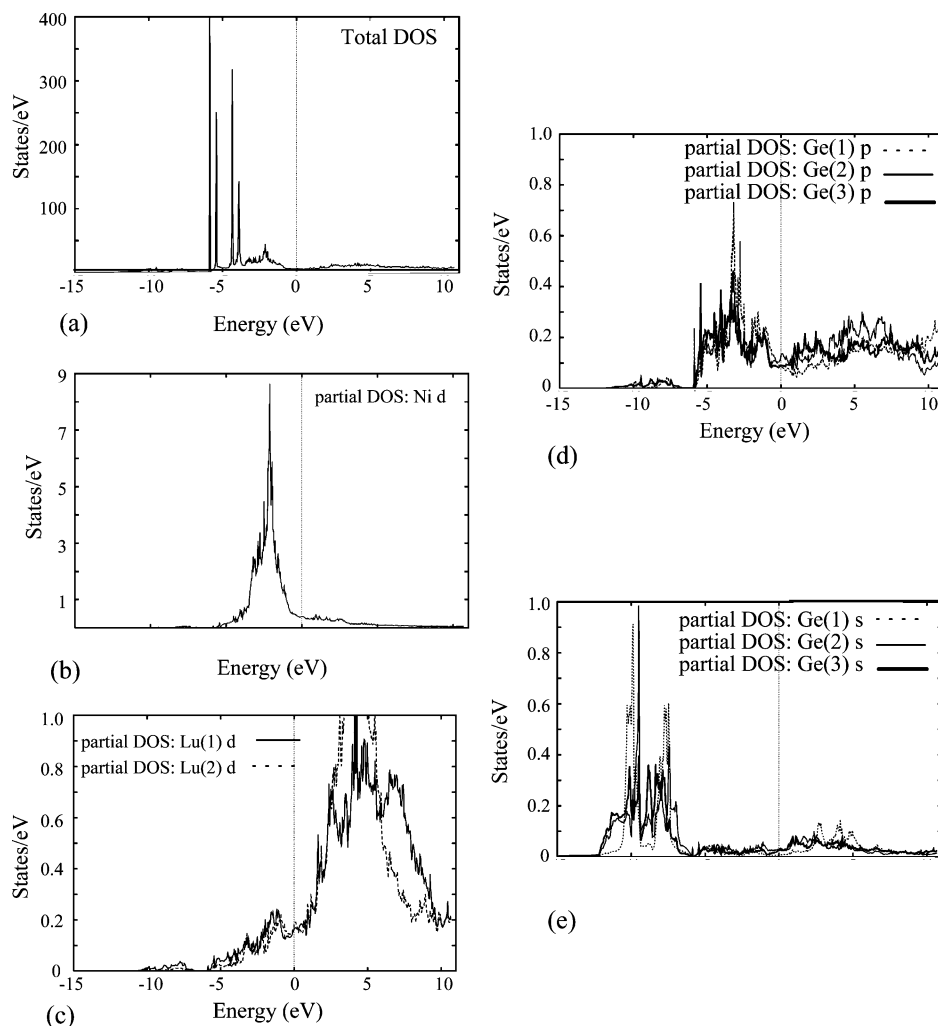 400
300
200
100
States/eV
Total DOS
-15 -10 -5 0 5 10
Energy (eV)
(a)
9
7
5
3
1
States/eV
partial DOS: Ni d
Energy (eV)
(b)
1.0
0.8
0.6
0.4
0.2
0
States/eV
partial DOS: Lu(1) d
partial DOS: Lu(2) d
-15 -10 -5 0 5 10
Energy (eV)
(c)
1.0
0.8
0.6
0.4
0.2
0
States/eV
partial DOS: Ge(1) p
partial DOS: Ge(2) p
partial DOS: Ge(3) p
-15 -10 -5 0 5 10
Energy (eV)
(d)
1.0
0.8
0.6
0.4
0.2
0
States/eV
partial DOS: Ge(1) s
partial DOS: Ge(2) s
partial DOS: Ge(3) s
(e)